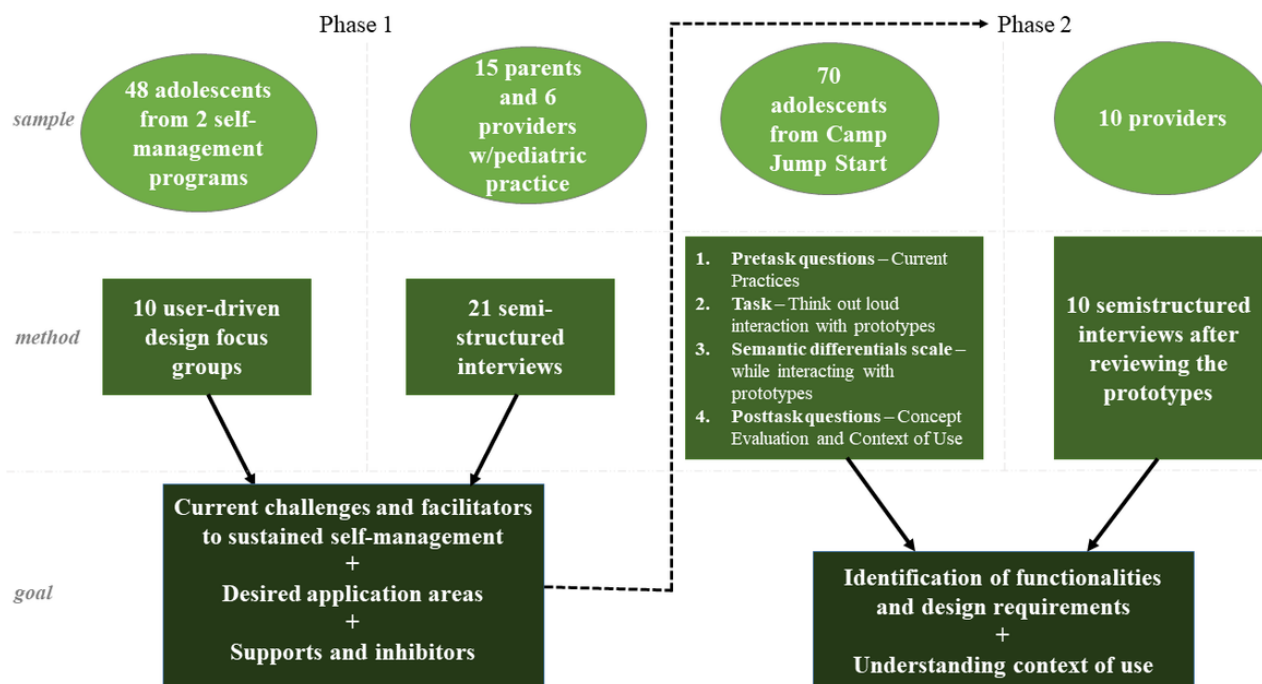 Phase 1
Phase 2
sample
48 adolescents
from 2 self-
management
programs
15 parents
and 6
providers
w/pediatric
practice
70
adolescents
from Camp
Jump Start
10 providers
method
10 user-driven
design focus
groups
21 semi-
structured
interviews
1. Pretask questions – Current
Practices
2. Task – Think out loud
interaction with prototypes
3. Semantic differentials scale –
while interacting with
prototypes
4. Posttask questions – Concept
Evaluation and Context of Use
10 semistructured
interviews after
reviewing the
prototypes
goal
Current challenges and facilitators
to sustained self-management
+
Desired application areas
+
Supports and inhibitors
Identification of functionalities
and design requirements
+
Understanding context of use